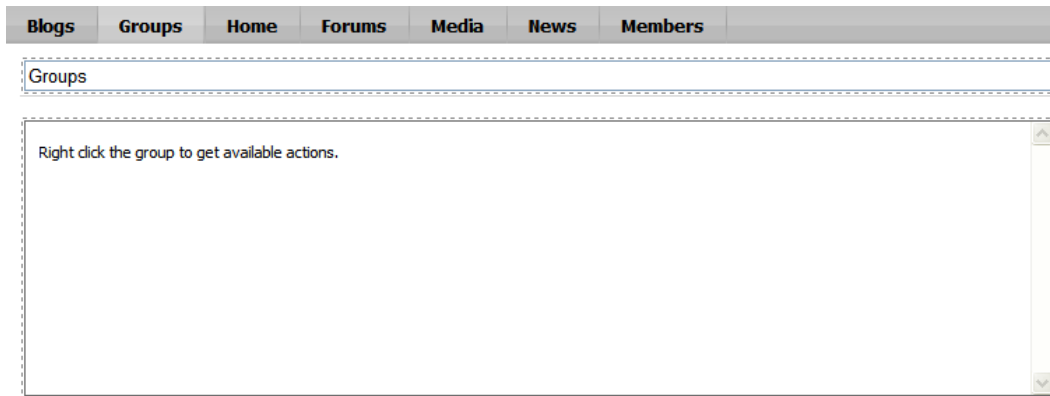 Blogs Groups Home Forums Media News Members
Groups
Right click the group to get available actions.